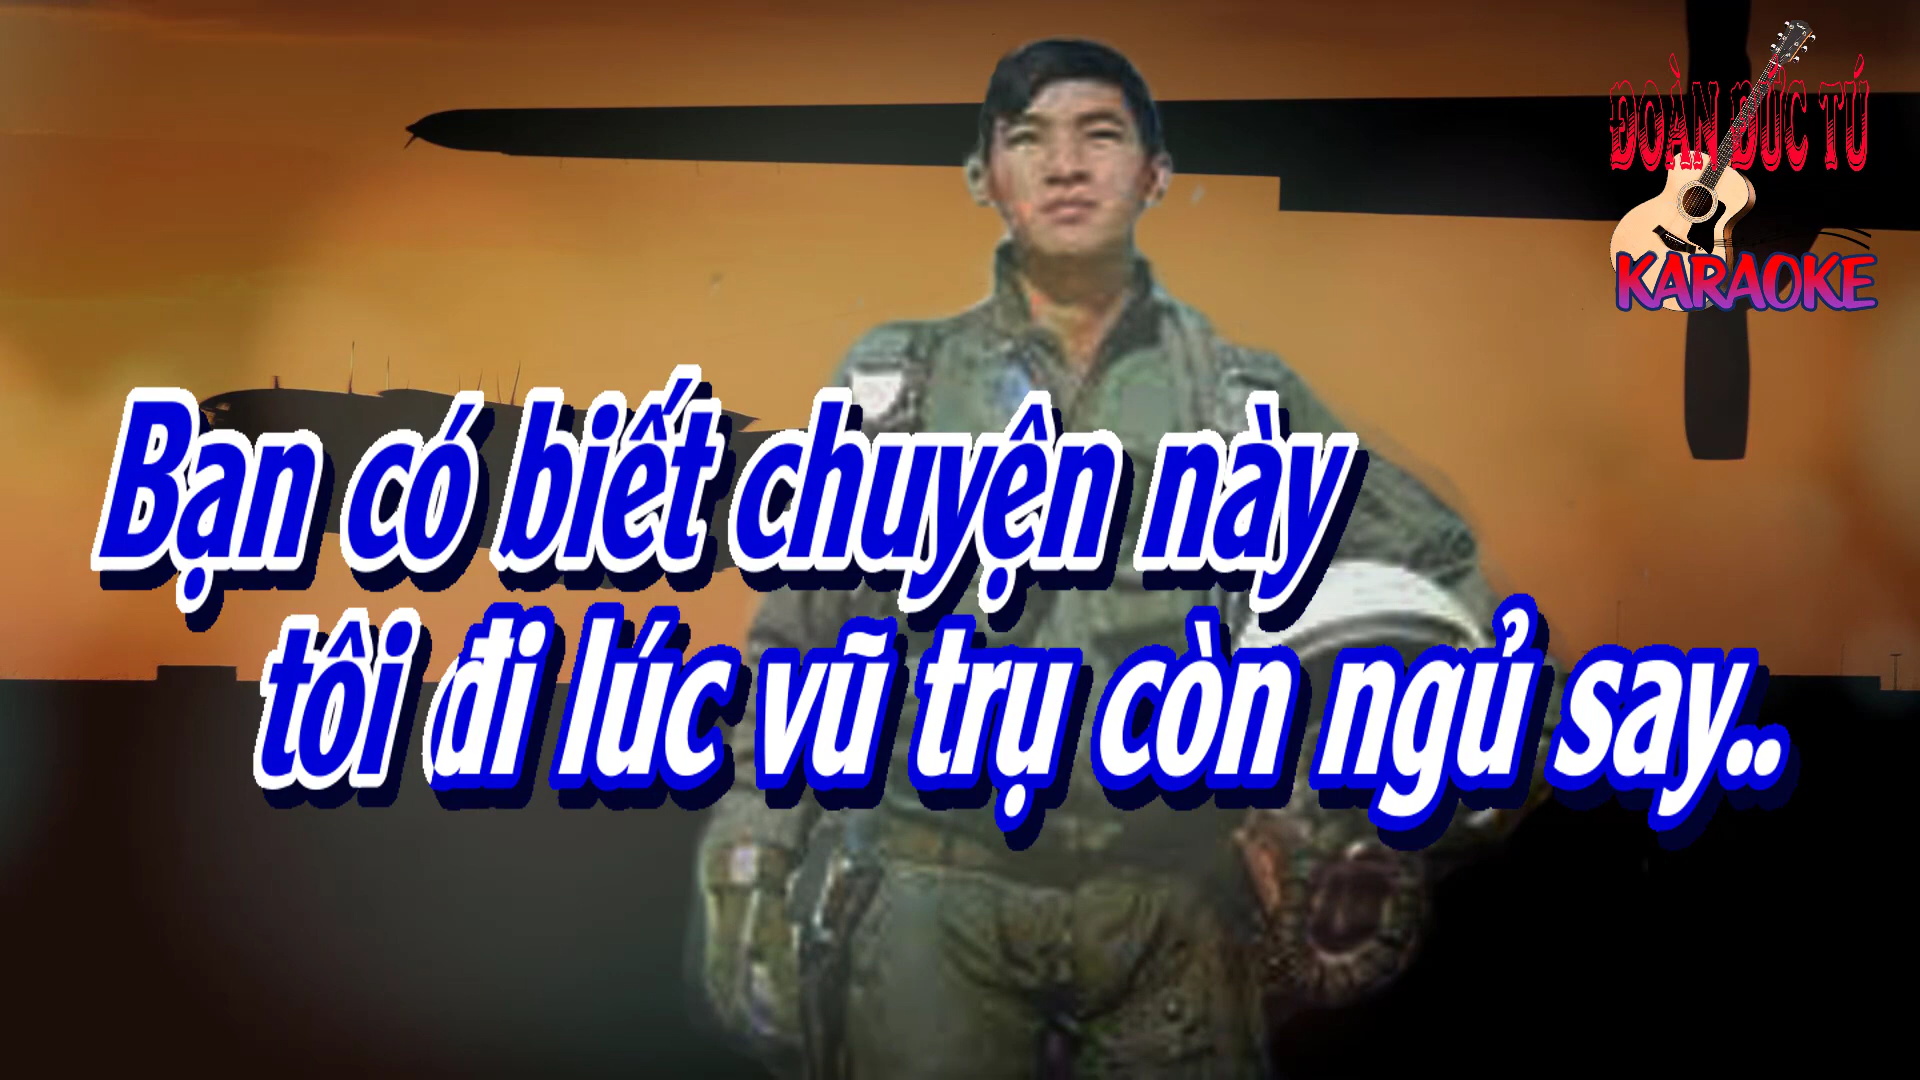 ĐOÀN ĐỨC TÚ
KARAOKE
Bạn có biết chuyện này
tôi đi lúc vũ trụ còn ngủ say..